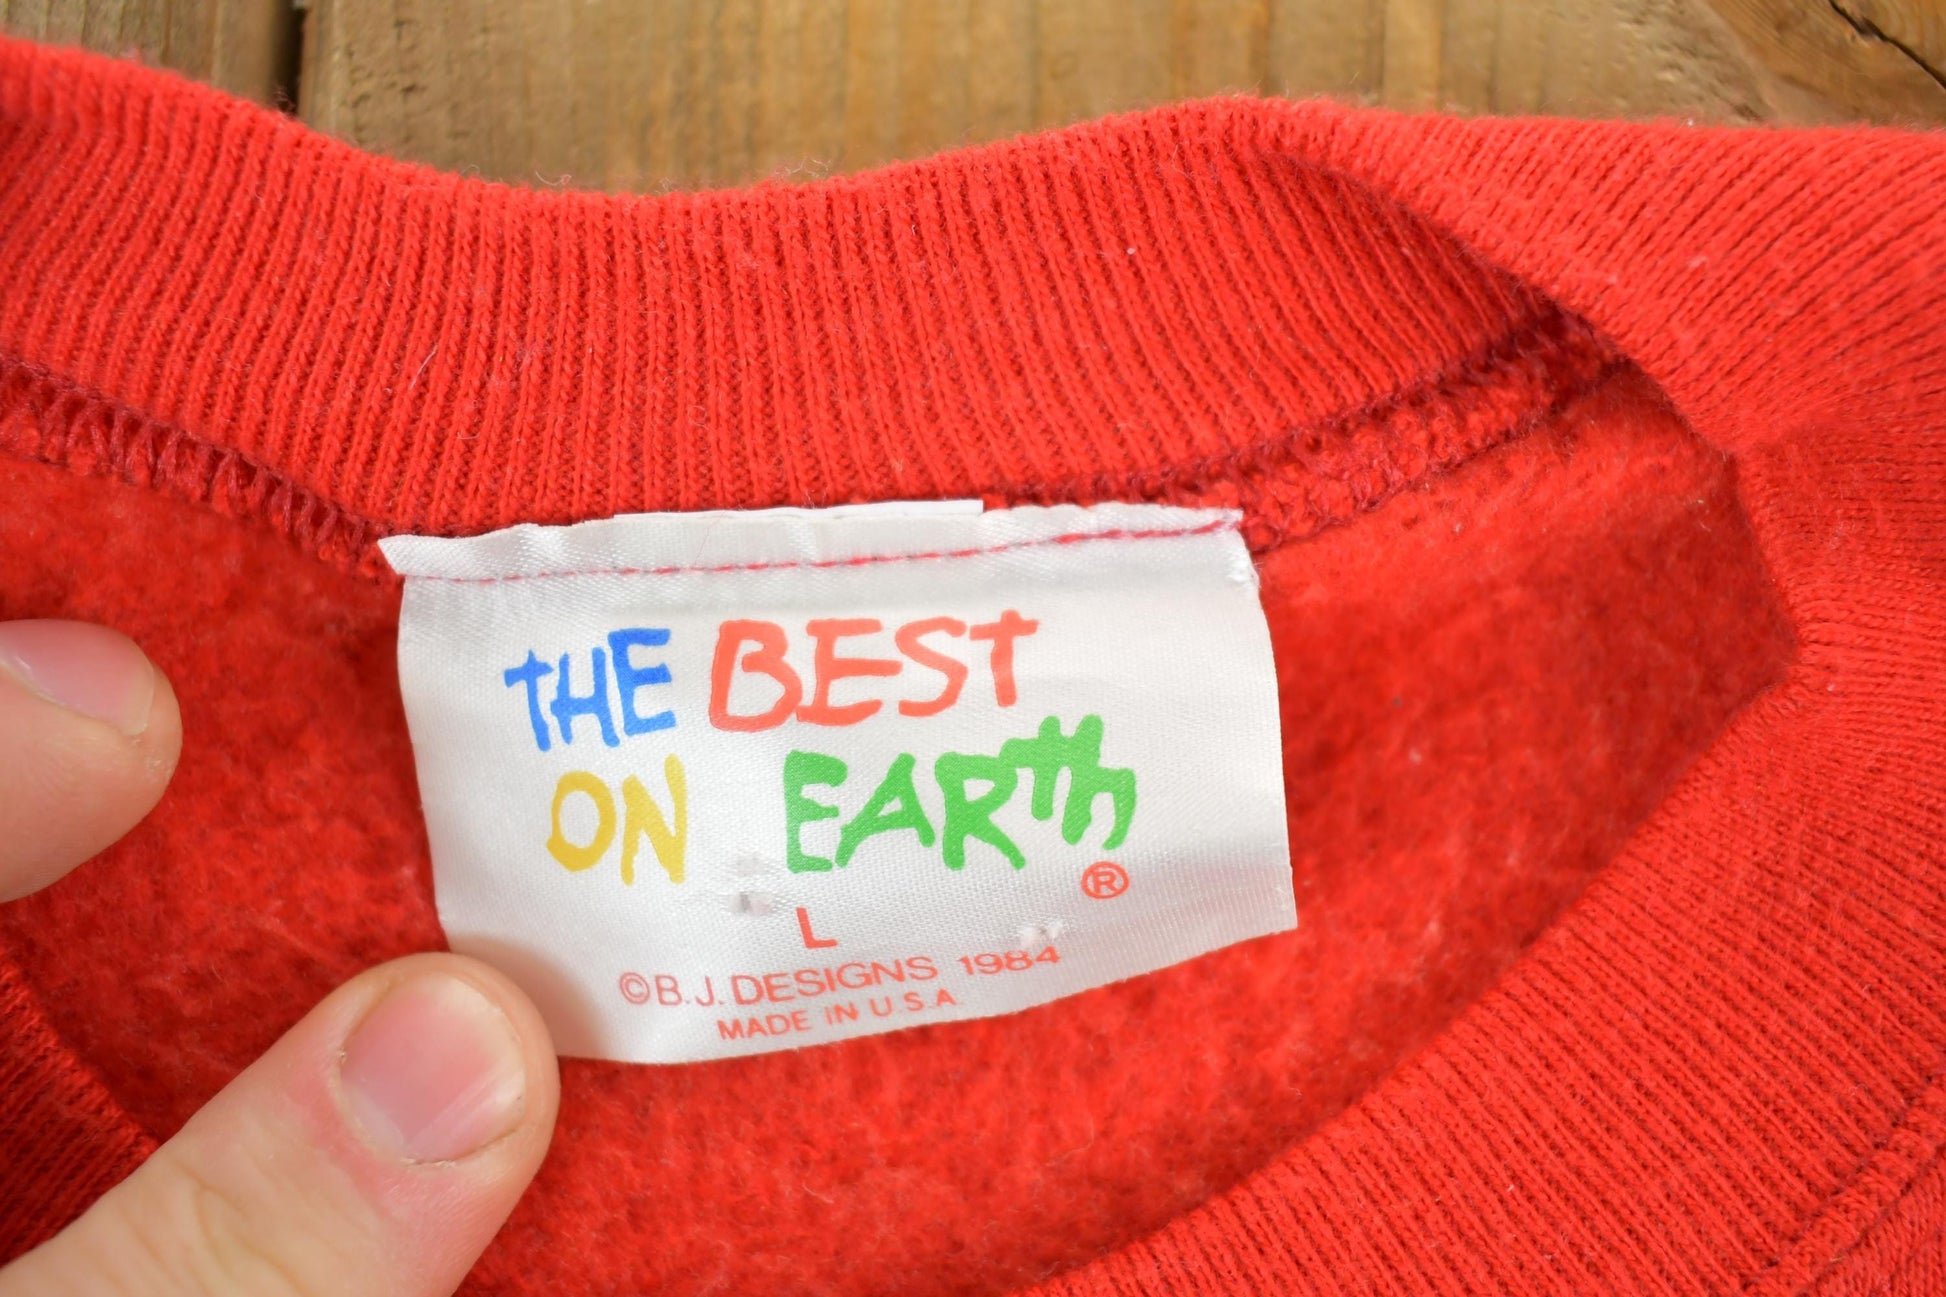 THE BEST
ON EARth
®
L
© B.J. DESIGNS 1984
MADE IN U.S.A